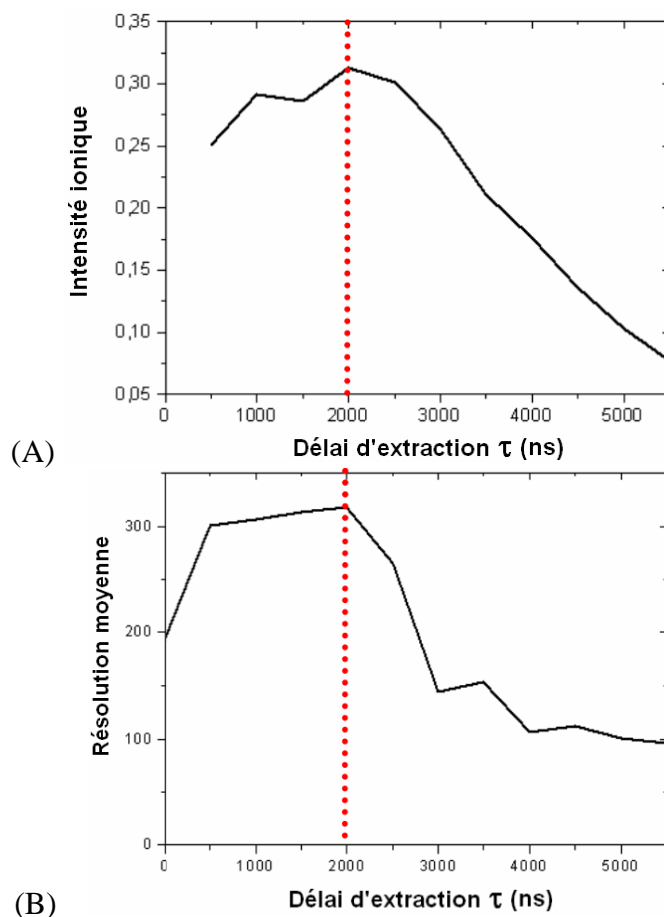 0,35
0,30
0,25
0,20
0,15
0,10
0,05
Intensité ionique
0 1000 2000 3000 4000 5000
Délai d'extraction τ (ns)
(A)
300
200
100
0
Résolution moyenne
0 1000 2000 3000 4000 5000
Délai d'extraction τ (ns)
(B)